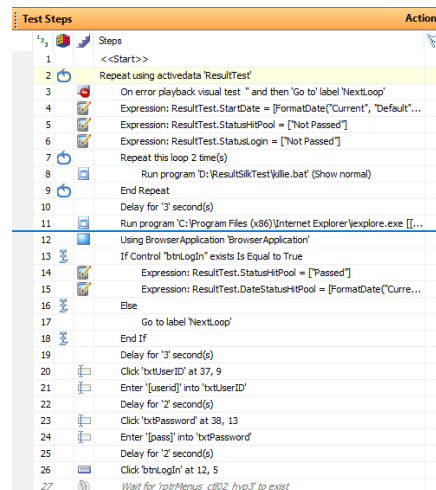 Test Steps Action
Steps
1 <<Start>>
2 Repeat using activedata 'ResultTest'
3 On error playback visual test '' and then 'Go to' label 'NextLoop'
4 Expression: ResultTest.StartDate = [FormatDate("Current", "Default"...
5 Expression: ResultTest.StatusHitPool = ["Not Passed"]
6 Expression: ResultTest.StatusLogin = ["Not Passed"]
7 Repeat this loop 2 time(s)
8 Run program 'D:\ResultSilkTest\killie.bat' (Show normal)
9 End Repeat
10 Delay for '3' second(s)
11 Run program 'C:\Program Files (x86)\Internet Explorer\iexplore.exe [[...
12 Using BrowserApplication 'BrowserApplication'
13 If Control "btnLogIn" exists Is Equal to True
14 Expression: ResultTest.StatusHitPool = ["Passed"]
15 Expression: ResultTest.DateStatusHitPool = [FormatDate("Curre...
16 Else
17 Go to label 'NextLoop'
18 End If
19 Delay for '3' second(s)
20 Click 'txtUserID' at 37, 9
21 Enter '[userid]' into 'txtUserID'
22 Delay for '2' second(s)
23 Click 'txtPassword' at 38, 13
24 Enter '[pass]' into 'txtPassword'
25 Delay for '2' second(s)
26 Click 'btnLogIn' at 12, 5
27 Wait for 'rptrMenus_ctl02_hyp3' to exist